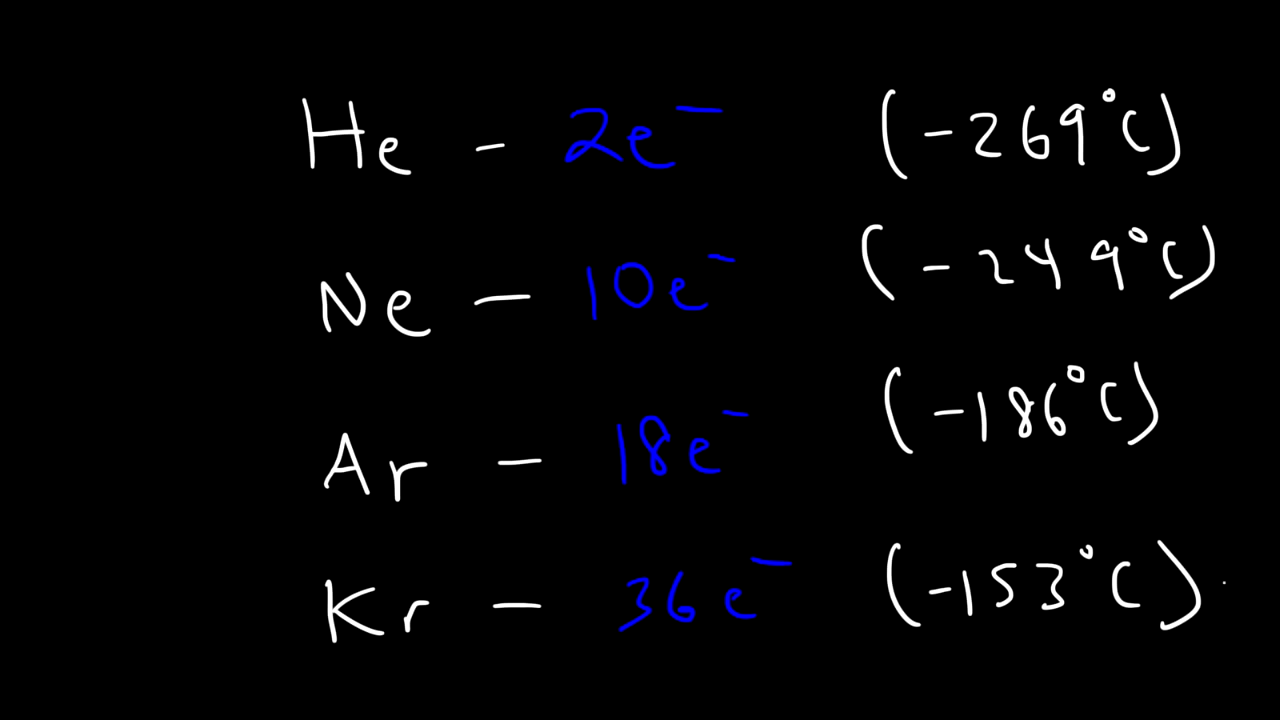 He - 2e⁻ (-269°C)
Ne - 10e⁻ (-249°C)
Ar - 18e⁻ (-186°C)
Kr - 36e⁻ (-153°C)